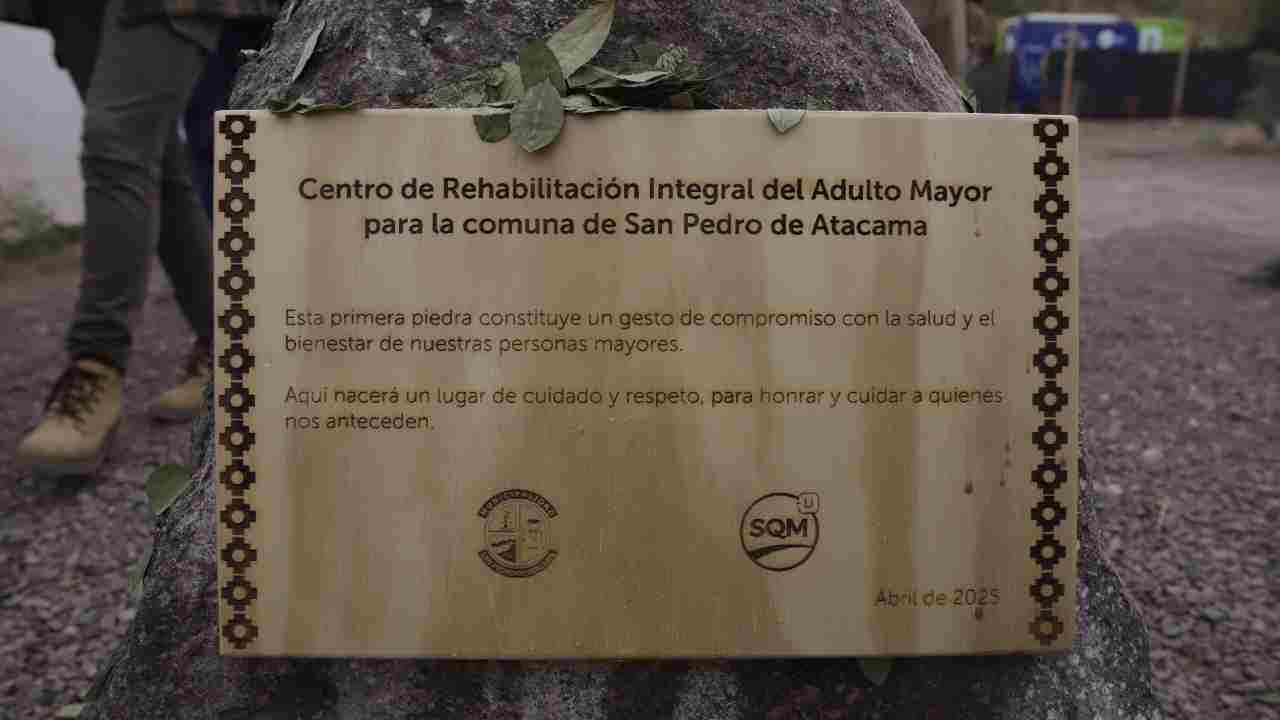 Centro de Rehabilitación Integral del Adulto Mayor
para la comuna de San Pedro de Atacama
Esta primera piedra constituye un gesto de compromiso con la salud y el
bienestar de nuestras personas mayores.
Aquí nacerá un lugar de cuidado y respeto, para honrar y cuidar a quienes
nos anteceden.
MUNICIPALIDAD
SQM
U
Abril de 2025